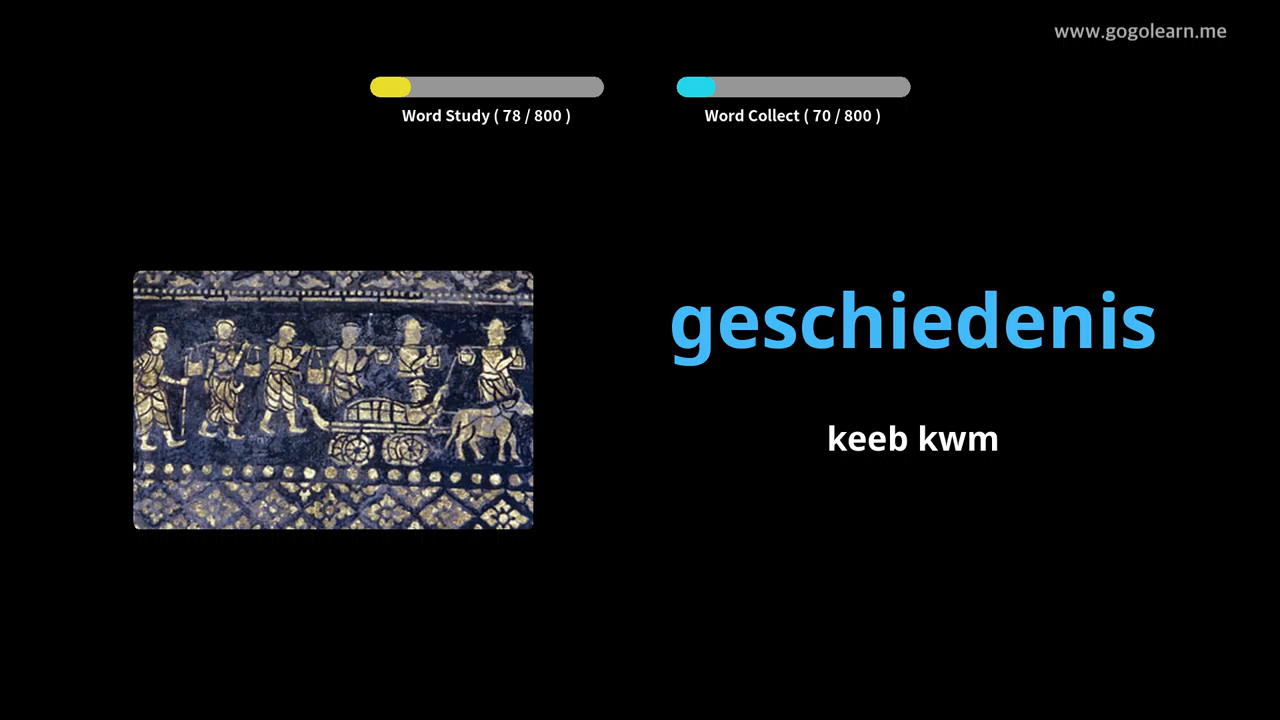 www.gogolearn.me
Word Study ( 78 / 800 )
Word Collect ( 70 / 800 )
geschiedenis
keeb kwm